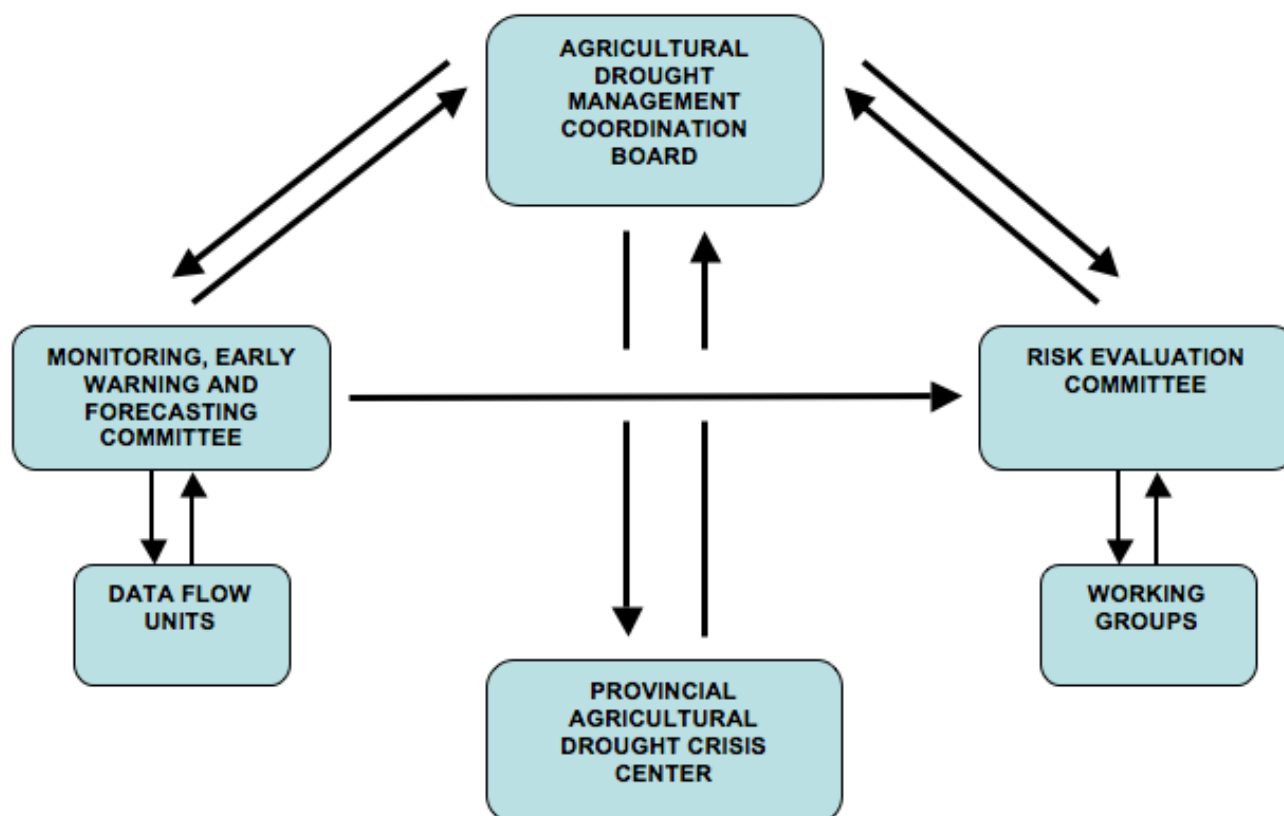 AGRICULTURAL
DROUGHT
MANAGEMENT
COORDINATION
BOARD
MONITORING, EARLY
WARNING AND
FORECASTING
COMMITTEE
RISK EVALUATION
COMMITTEE
DATA FLOW
UNITS
WORKING
GROUPS
PROVINCIAL
AGRICULTURAL
DROUGHT CRISIS
CENTER